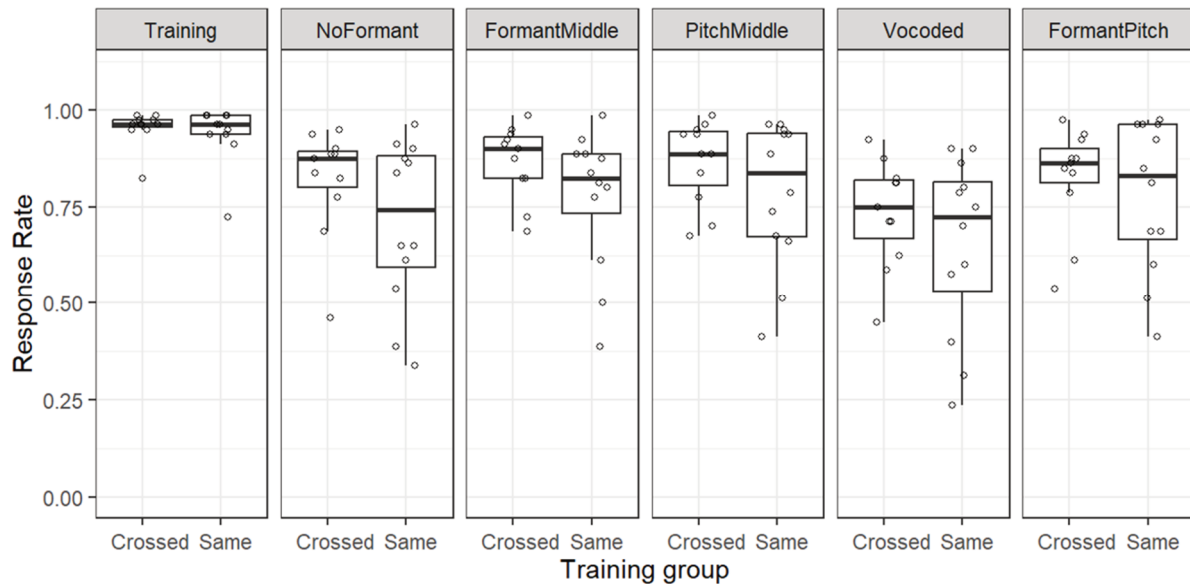 Training NoFormant FormantMiddle PitchMiddle Vocoded FormantPitch
1.00
0.75
0.50
0.25
0.00
Response Rate
Crossed Same Crossed Same Crossed Same Crossed Same Crossed Same Crossed Same
Training group